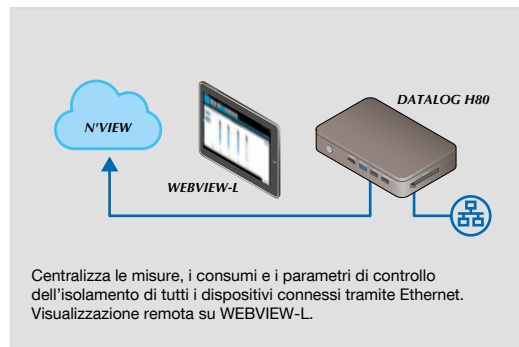 N'VIEW
DATALOG H80
WEBVIEW-L
Centralizza le misure, i consumi e i parametri di controllo
dell'isolamento di tutti i dispositivi connessi tramite Ethernet.
Visualizzazione remota su WEBVIEW-L.